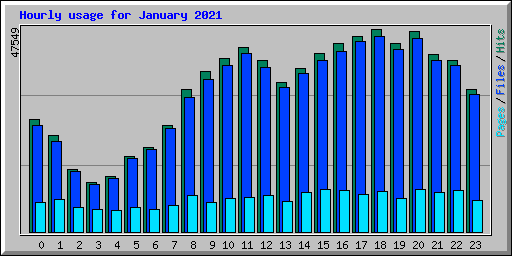 Hourly usage for January 2021
47549
Pages/Files/Hits
0 1 2 3 4 5 6 7 8 9 10 11 12 13 14 15 16 17 18 19 20 21 22 23